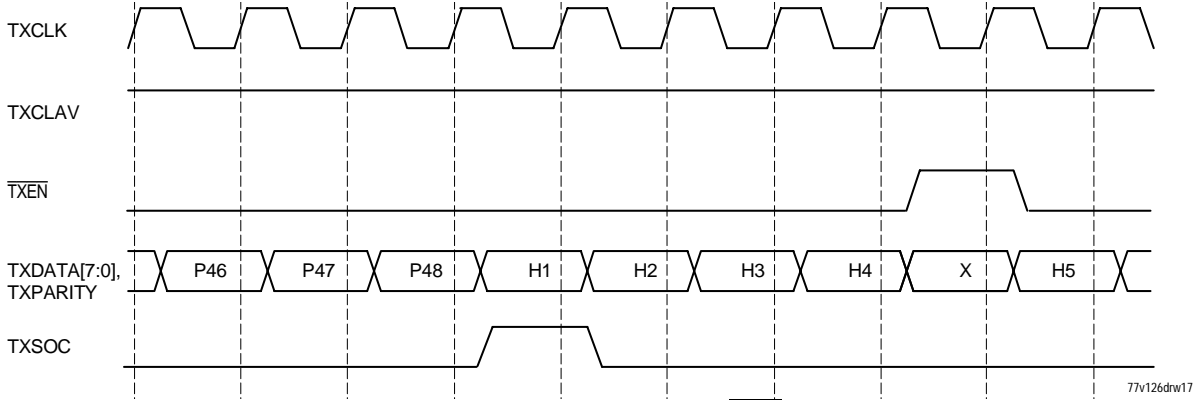 TXCLK
TXCLAV
TXEN
TXDATA[7:0],
TXPARITY
P46 P47 P48 H1 H2 H3 H4 X H5
TXSOC
77v126drw17